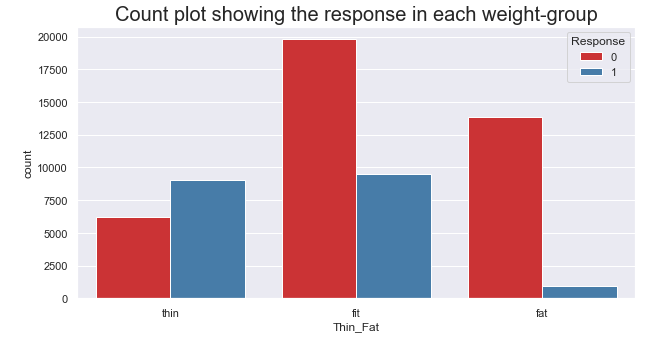 Count plot showing the response in each weight-group
Response
0
1
20000
17500
15000
12500
10000
7500
5000
2500
0
count
thin
fit
fat
Thin_Fat